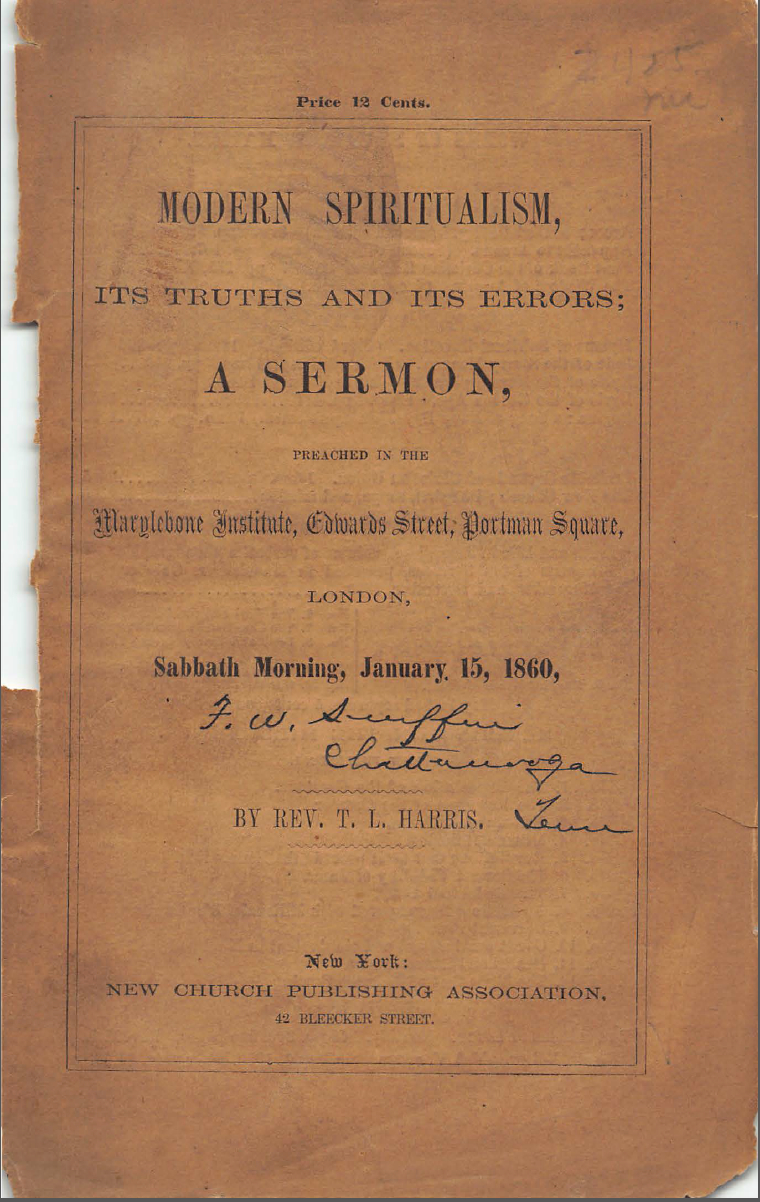 Price 12 Cents.
MODERN SPIRITUALISM,
ITS TRUTHS AND ITS ERRORS;
A SERMON,
PREACHED IN THE
Marylebone Institute, Edwards Street, Portman Square,
LONDON,
Sabbath Morning, January 15, 1860,
F. W.
Chattanooga
BY REV. T. L. HARRIS. Tenn
New York:
NEW CHURCH PUBLISHING ASSOCIATION,
42 BLEECKER STREET.